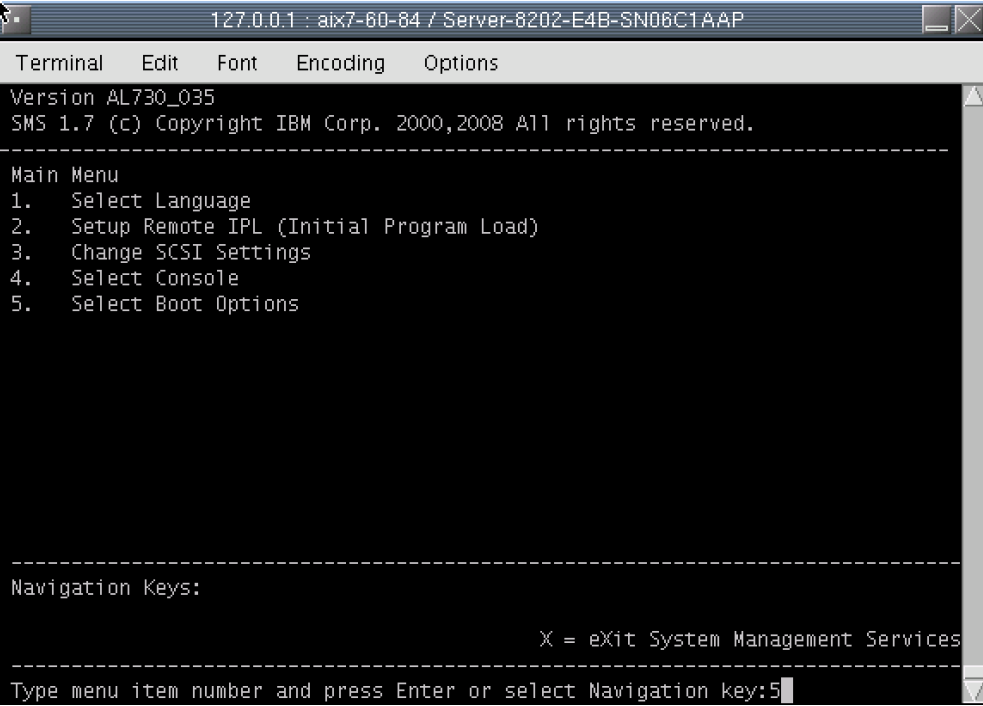 127.0.0.1 : aix7-60-84 / Server-8202-E4B-SN06C1AAP
Terminal Edit Font Encoding Options
Version AL730_035
SMS 1.7 (c) Copyright IBM Corp. 2000,2008 All rights reserved.
-------------------------------------------------------------------------------
Main Menu
1. Select Language
2. Setup Remote IPL (Initial Program Load)
3. Change SCSI Settings
4. Select Console
5. Select Boot Options
-------------------------------------------------------------------------------
Navigation Keys:
X = eXit System Management Services
-------------------------------------------------------------------------------
Type menu item number and press Enter or select Navigation key:5